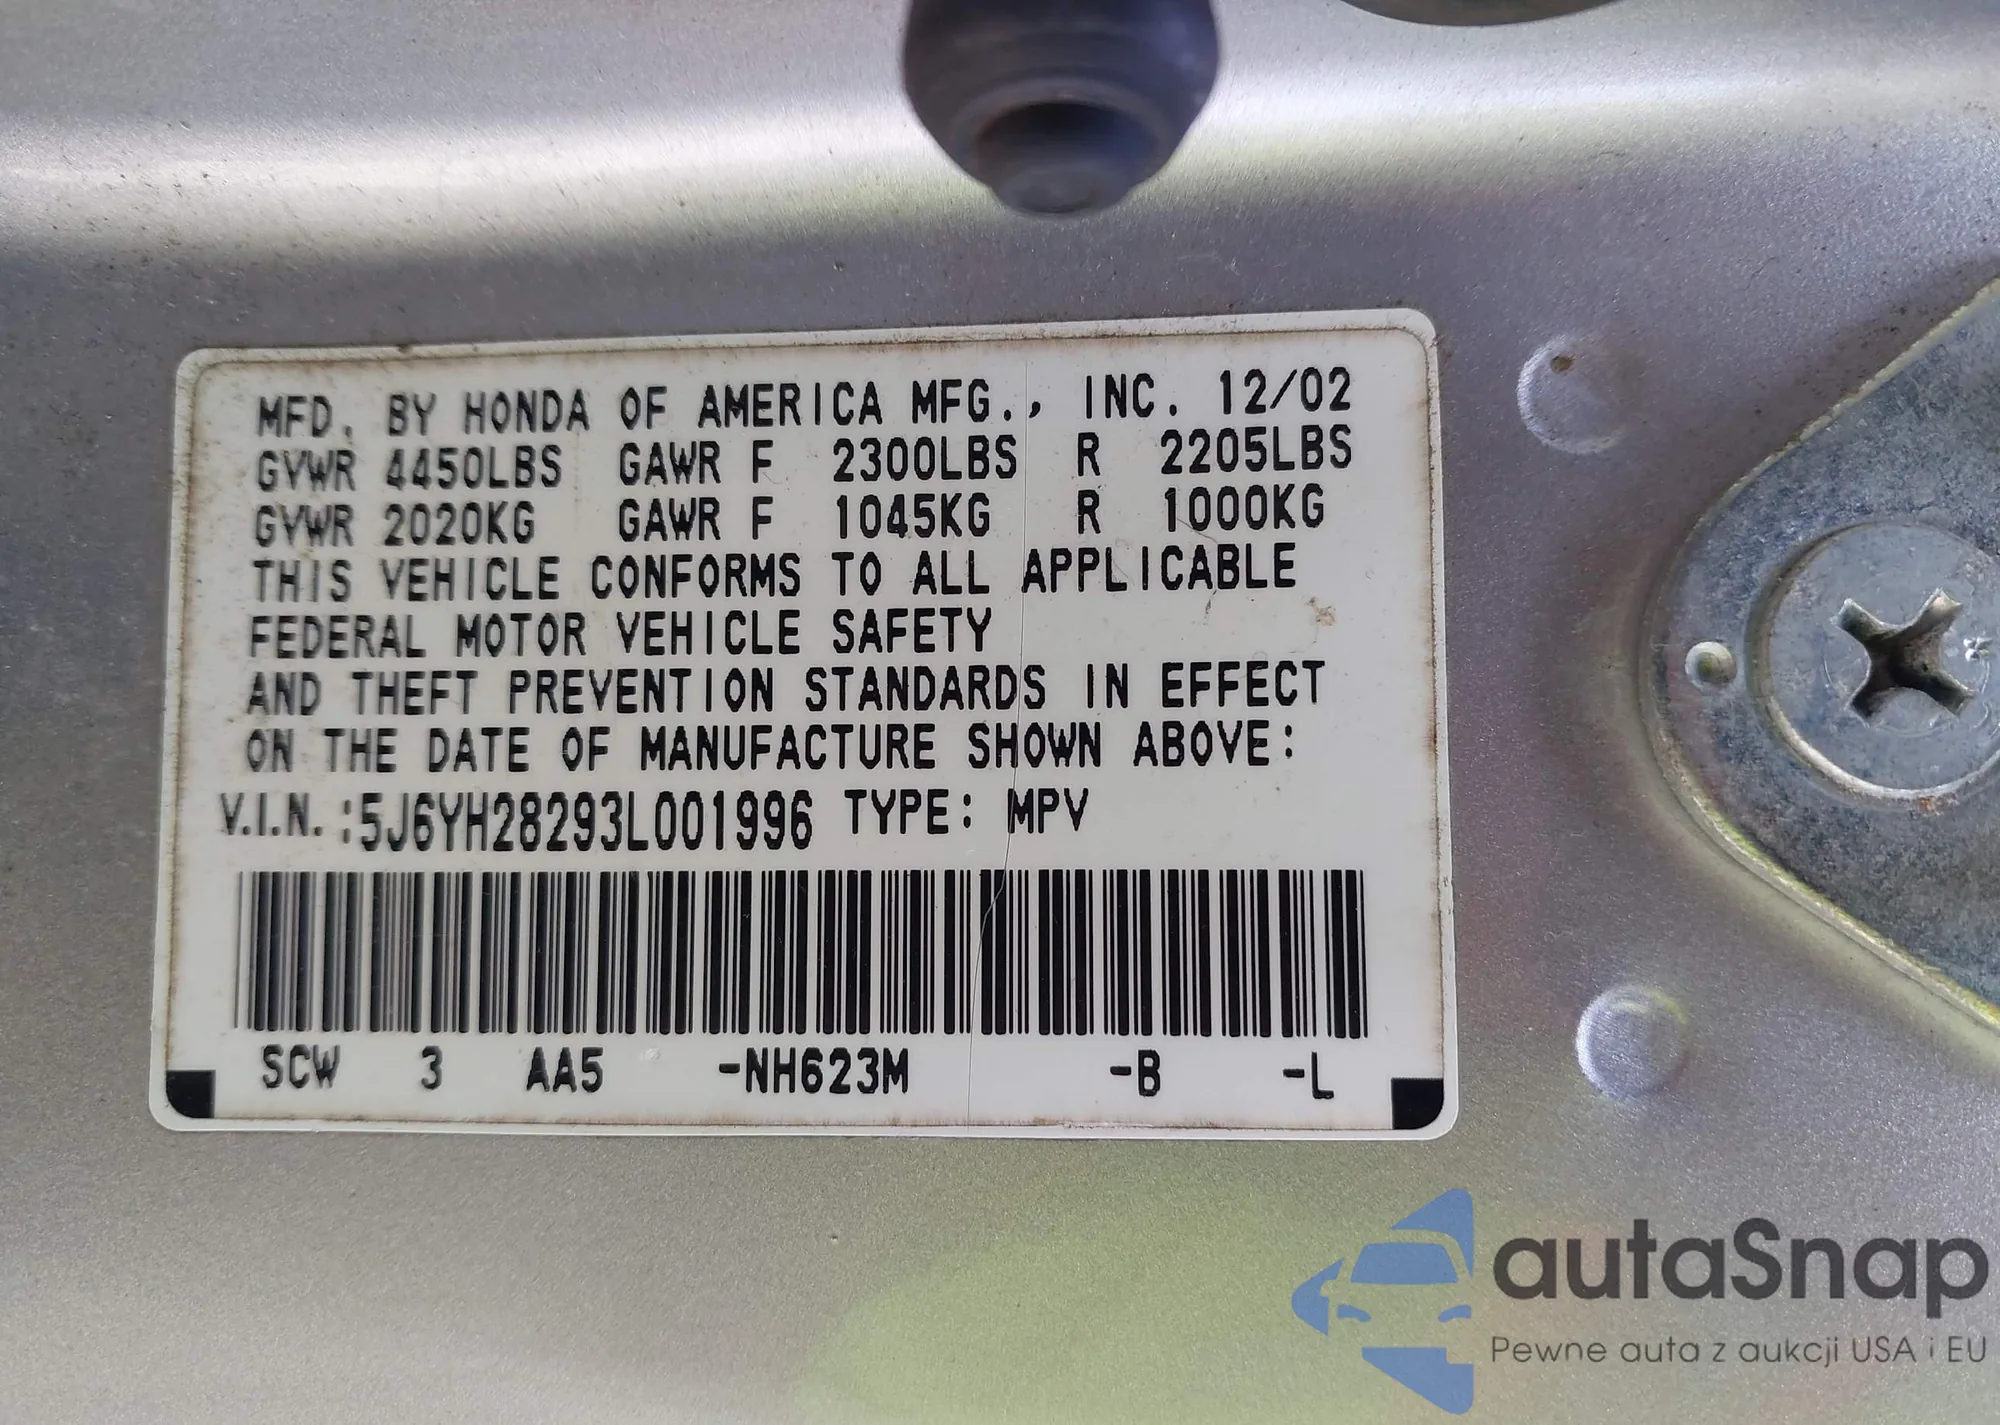 MFD. BY HONDA OF AMERICA MFG., INC. 12/02
GVWR 4450LBS GAWR F 2300LBS R 2205LBS
GVWR 2020KG GAWR F 1045KG R 1000KG
THIS VEHICLE CONFORMS TO ALL APPLICABLE
FEDERAL MOTOR VEHICLE SAFETY
AND THEFT PREVENTION STANDARDS IN EFFECT
ON THE DATE OF MANUFACTURE SHOWN ABOVE:
V.I.N.:5J6YH28293L001996 TYPE: MPV
SCW 3 AA5 -NH623M -B -L
autaSnap
Pewne auta z aukcji USA i EU